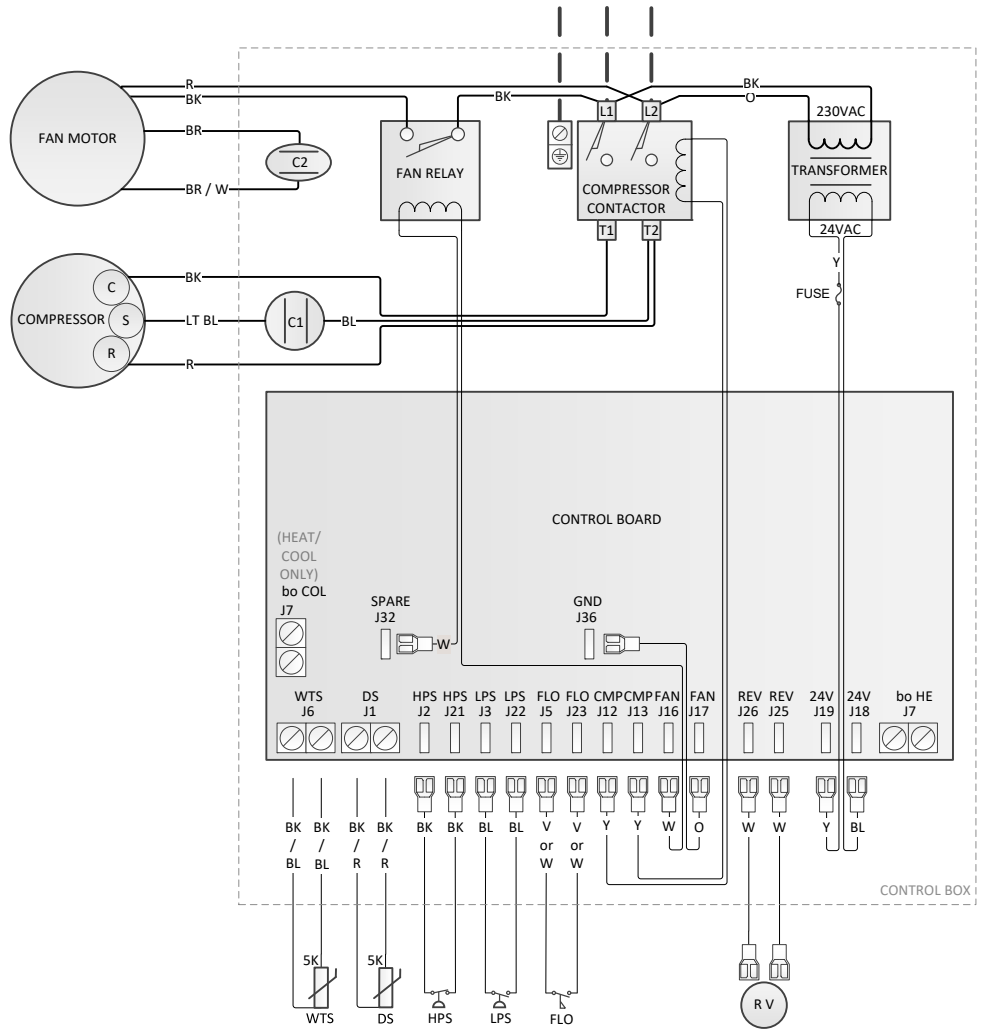 R
BK
BK
BK
O
L1
L2
230VAC
FAN MOTOR
BR
C2
BR / W
FAN RELAY
COMPRESSOR
CONTACTOR
TRANSFORMER
T1
T2
24VAC
Y
FUSE
BK
C
COMPRESSOR
S
LT BL
C1
BL
R
R
CONTROL BOARD
(HEAT/
COOL
ONLY)
bo COL
J7
SPARE
J32
W
GND
J36
WTS
J6
DS
J1
HPS
J2
HPS
J21
LPS
J3
LPS
J22
FLO
J5
FLO
J23
CMP
J12
CMP
J13
FAN
J16
FAN
J17
REV
J26
REV
J25
24V
J19
24V
J18
bo HE
J7
BK
/
BL
BK
/
BL
BK
/
R
BK
/
R
BK
BK
BL
BL
V
or
W
V
or
W
Y
Y
W
O
W
W
Y
BL
CONTROL BOX
5K
WTS
5K
DS
HPS
LPS
FLO
R V